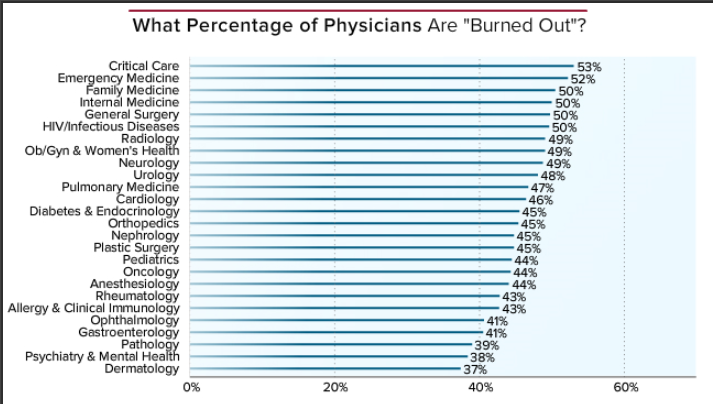 What Percentage of Physicians Are "Burned Out"?
Critical Care 53%
Emergency Medicine 52%
Family Medicine 50%
Internal Medicine 50%
General Surgery 50%
HIV/Infectious Diseases 50%
Radiology 49%
Ob/Gyn & Women's Health 49%
Neurology 49%
Urology 48%
Pulmonary Medicine 47%
Cardiology 46%
Diabetes & Endocrinology 45%
Orthopedics 45%
Nephrology 45%
Plastic Surgery 45%
Pediatrics 44%
Oncology 44%
Anesthesiology 44%
Rheumatology 43%
Allergy & Clinical Immunology 43%
Ophthalmology 41%
Gastroenterology 41%
Pathology 39%
Psychiatry & Mental Health 38%
Dermatology 37%
0% 20% 40% 60%